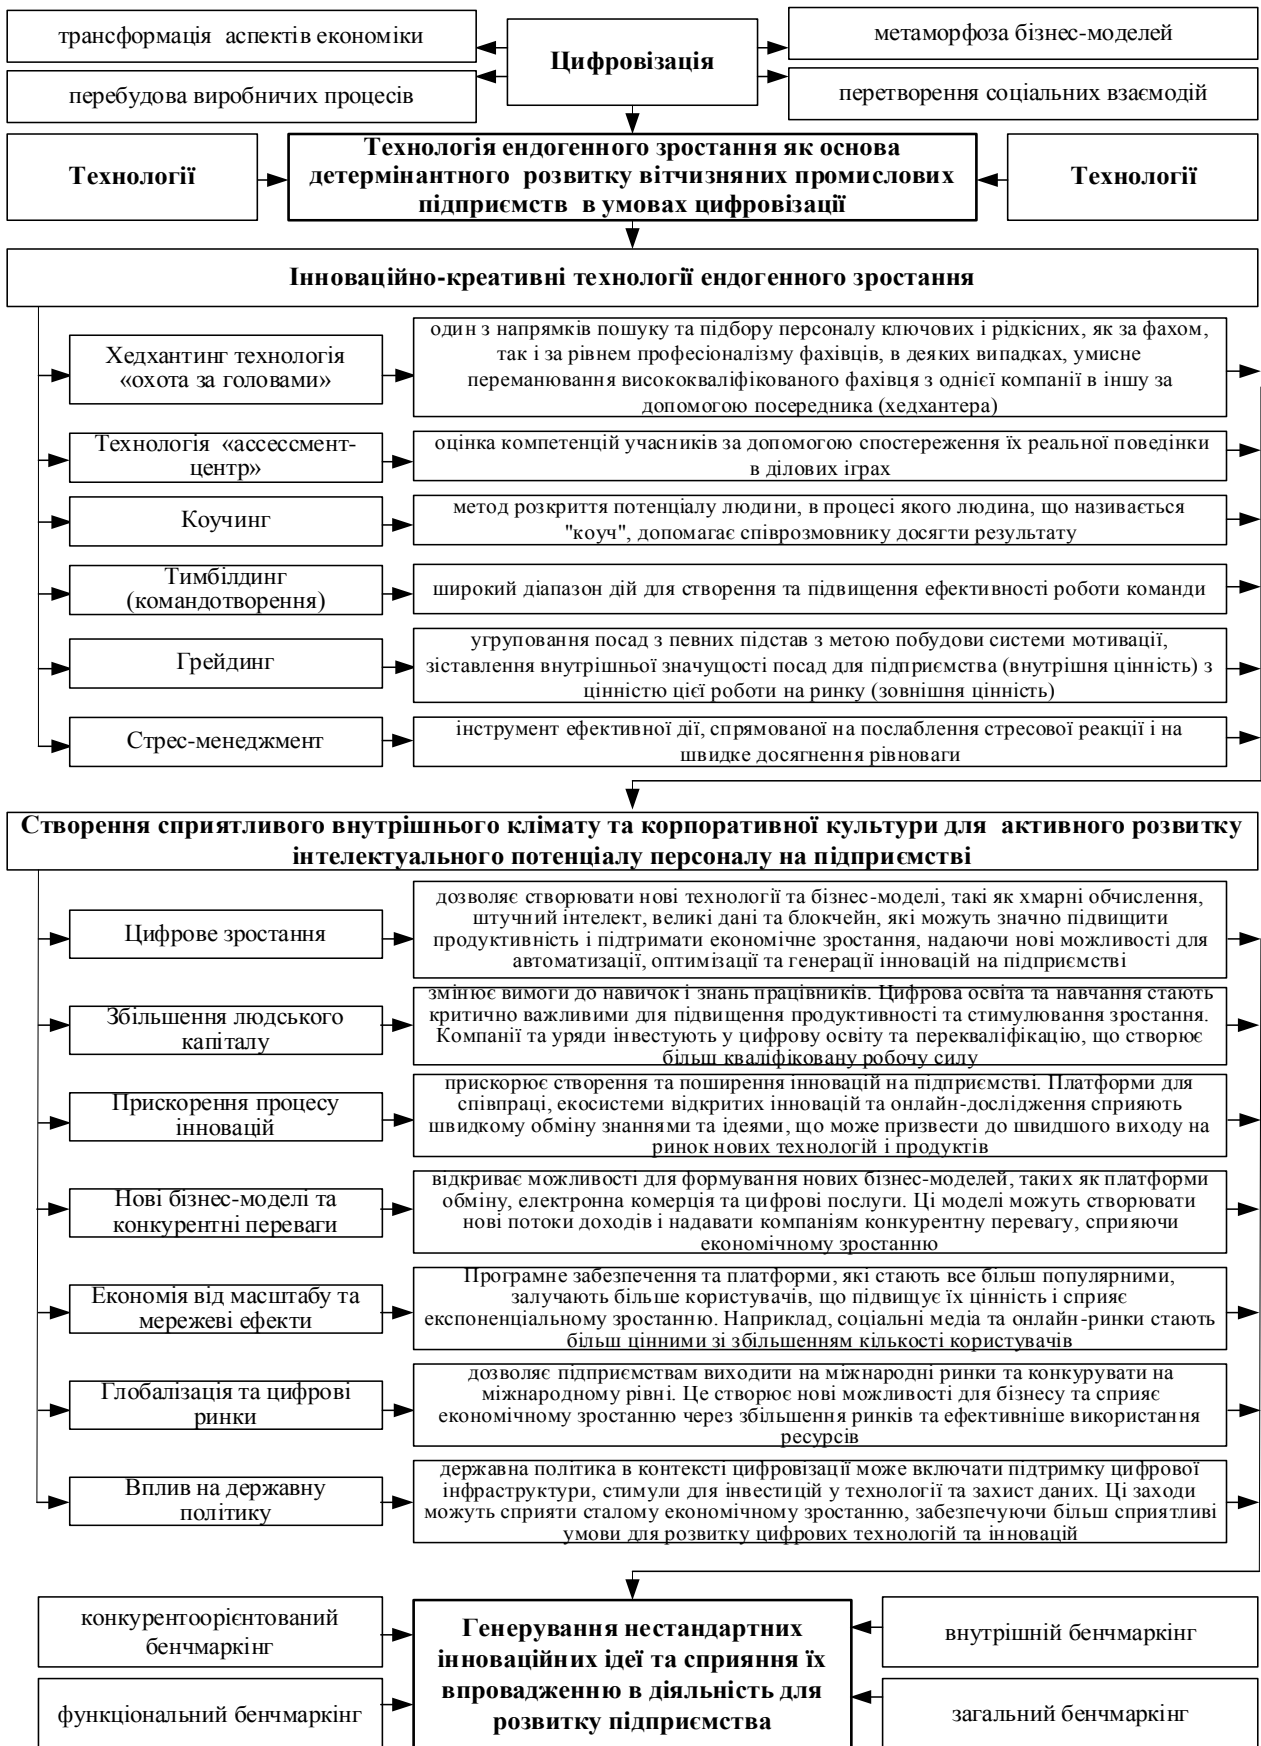 трансформація аспектів економіки
Цифровізація
метаморфоза бізнес-моделей
перебудова виробничих процесів
перетворення соціальних взаємодій
Технології
Технологія ендогенного зростання як основа
детермінантного розвитку вітчизняних промислових
підприємств в умовах цифровізації
Технології
Інноваційно-креативні технології ендогенного зростання
Хедхантинг технологія
«охота за головами»
один з напрямків пошуку та підбору персоналу ключових і рідкісних, як за фахом,
так і за рівнем професіоналізму фахівців, в деяких випадках, умисне
переманювання висококваліфікованого фахівця з однієї компанії в іншу за
допомогою посередника (хедхантера)
Технологія «ассессмент-
центр»
оцінка компетенцій учасників за допомогою спостереження їх реальної поведінки
в ділових іграх
Коучинг
метод розкриття потенціалу людини, в процесі якого людина, що називається
"коуч", допомагає співрозмовнику досягти результату
Тимбілдинг
(командотворення)
широкий діапазон дій для створення та підвищення ефективності роботи команди
Грейдинг
угруповання посад з певних підстав з метою побудови системи мотивації,
зіставлення внутрішньої значущості посад для підприємства (внутрішня цінність) з
цінністю цієї роботи на ринку (зовнішня цінність)
Стрес-менеджмент
інструмент ефективної дії, спрямованої на послаблення стресової реакції і на
швидке досягнення рівноваги
Створення сприятливого внутрішнього клімату та корпоративної культури для активного розвитку
інтелектуального потенціалу персоналу на підприємстві
Цифрове зростання
дозволяє створювати нові технології та бізнес-моделі, такі як хмарні обчислення,
штучний інтелект, великі дані та блокчейн, які можуть значно підвищити
продуктивність і підтримати економічне зростання, надаючи нові можливості для
автоматизації, оптимізації та генерації інновацій на підприємстві
Збільшення людського
капіталу
змінює вимоги до навичок і знань працівників. Цифрова освіта та навчання стають
критично важливими для підвищення продуктивності та стимулювання зростання.
Компанії та уряди інвестують у цифрову освіту та перекваліфікацію, що створює
більш кваліфіковану робочу силу
Прискорення процесу
інновацій
прискорює створення та поширення інновацій на підприємстві. Платформи для
співпраці, екосистеми відкритих інновацій та онлайн-дослідження сприяють
швидкому обміну знаннями та ідеями, що може призвести до швидшого виходу на
ринок нових технологій і продуктів
Нові бізнес-моделі та
конкурентні переваги
відкриває можливості для формування нових бізнес-моделей, таких як платформи
обміну, електронна комерція та цифрові послуги. Ці моделі можуть створювати
нові потоки доходів і надавати компаніям конкурентну перевагу, сприяючи
економічному зростанню
Економія від масштабу та
мережеві ефекти
Програмне забезпечення та платформи, які стають все більш популярними,
залучають більше користувачів, що підвищує їх цінність і сприяє
експоненціальному зростанню. Наприклад, соціальні медіа та онлайн-ринки стають
більш цінними зі збільшенням кількості користувачів
Глобалізація та цифрові
ринки
дозволяє підприємствам виходити на міжнародні ринки та конкурувати на
міжнародному рівні. Це створює нові можливості для бізнесу та сприяє
економічному зростанню через збільшення ринків та ефективніше використання
ресурсів
Вплив на державну
політику
державна політика в контексті цифровізації може включати підтримку цифрової
інфраструктури, стимули для інвестицій у технології та захист даних. Ці заходи
можуть сприяти сталому економічному зростанню, забезпечуючи більш сприятливі
умови для розвитку цифрових технологій та інновацій
конкурентоорієнтований
бенчмаркінг
Генерування нестандартних
інноваційних ідеї та сприяння їх
впровадженню в діяльність для
розвитку підприємства
внутрішній бенчмаркінг
функціональний бенчмаркінг
загальний бенчмаркінг